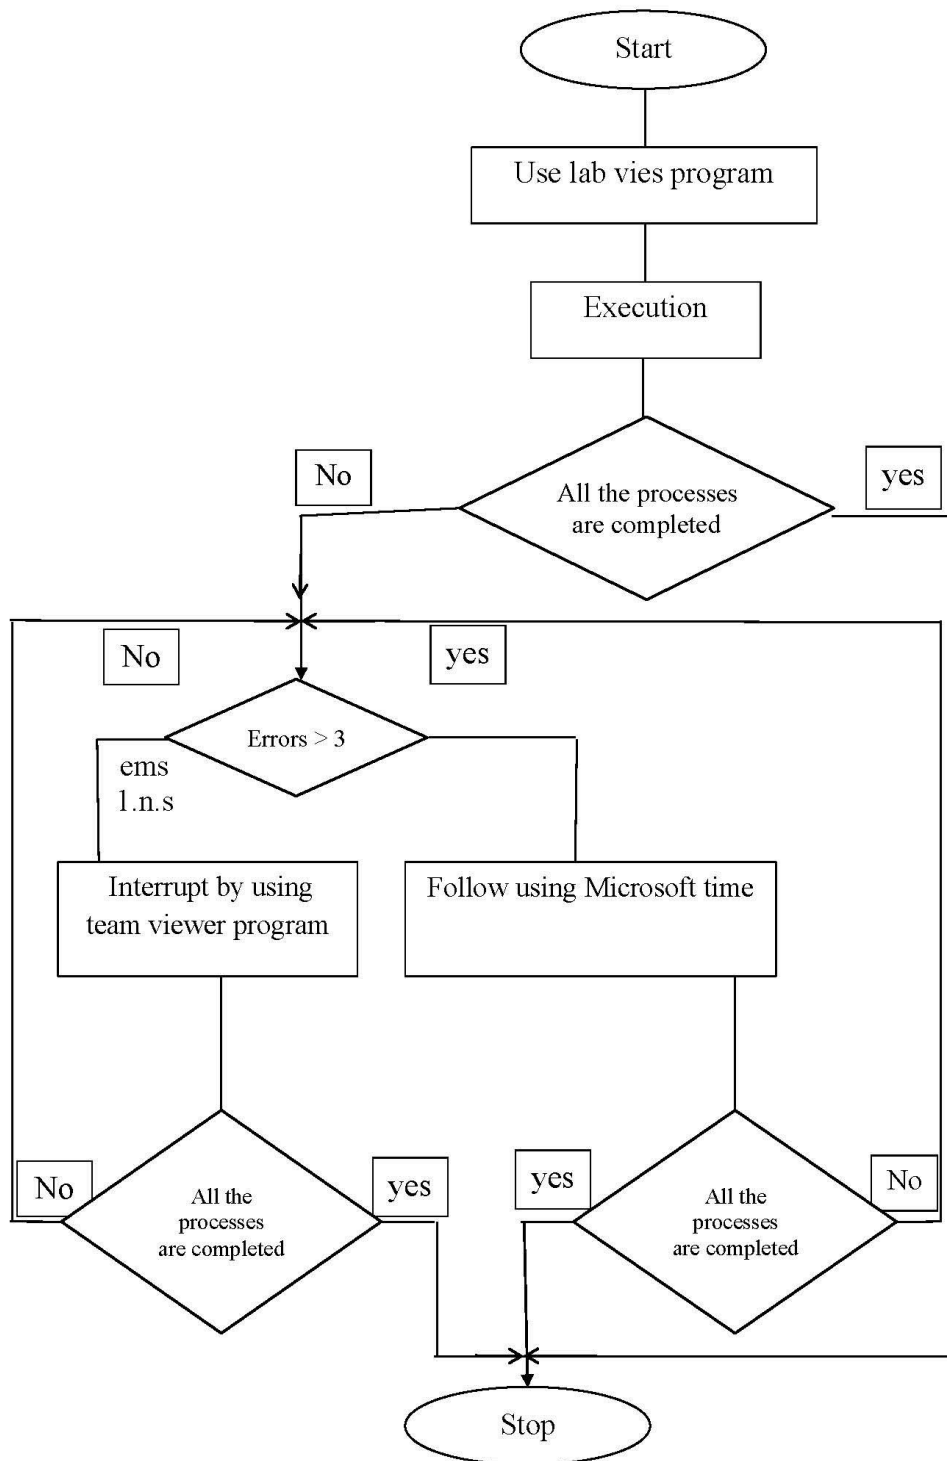 Start
Use lab vies program
Execution
No
yes
All the processes
are completed
No
yes
Errors > 3
ems
1.n.s
Interrupt by using
team viewer program
Follow using Microsoft time
No
yes
yes
No
All the
processes
are completed
All the
processes
are completed
Stop